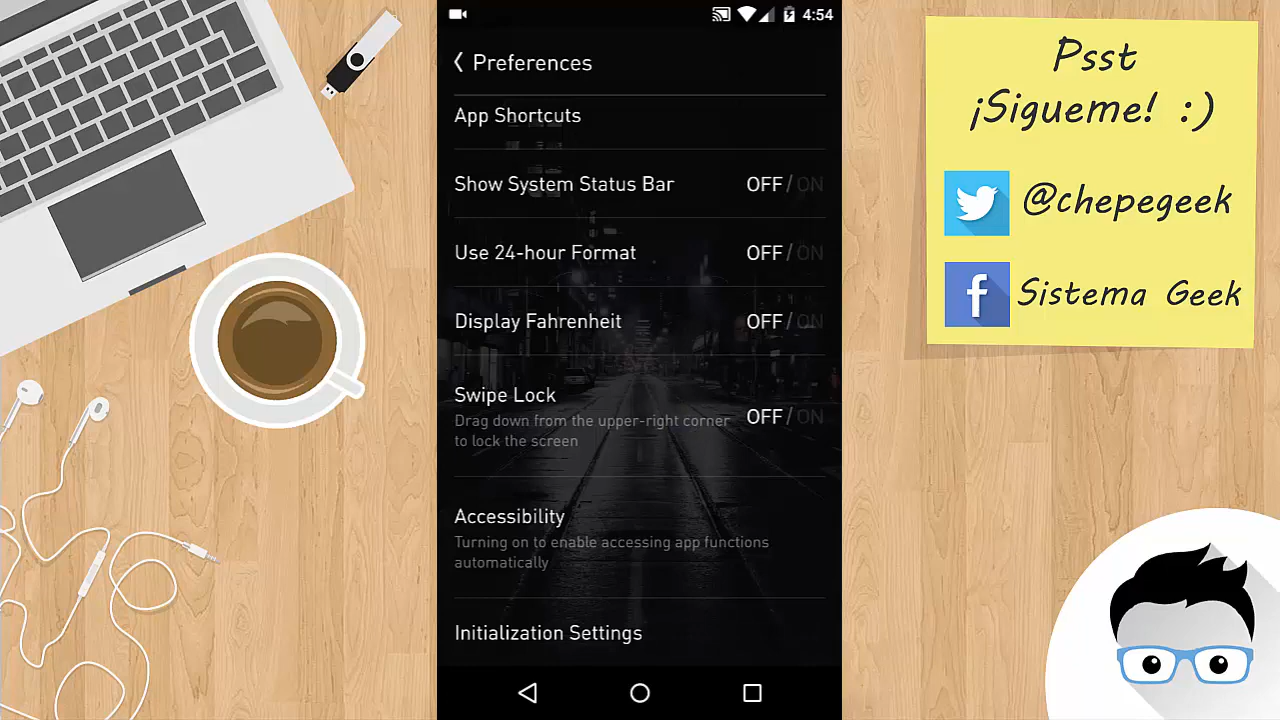 4:54
Preferences
App Shortcuts
Show System Status Bar OFF / ON
Use 24-hour Format OFF / ON
Display Fahrenheit OFF / ON
Swipe Lock
Drag down from the upper-right corner
to lock the screen
OFF / ON
Accessibility
Turning on to enable accessing app functions
automatically
Initialization Settings
Psst
¡Sigueme! :)
@chepegeek
Sistema Geek